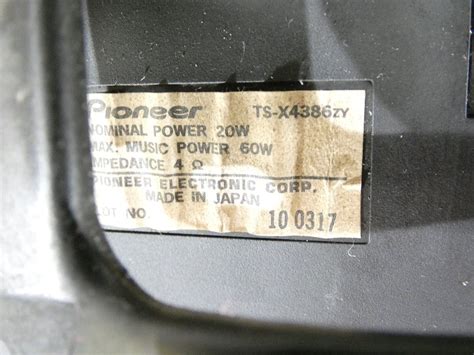 Pioneer TS-X4386ZY
NOMINAL POWER 20W
MAX. MUSIC POWER 60W
IMPEDANCE 4 Ω
PIONEER ELECTRONIC CORP.
MADE IN JAPAN
LOT NO 10 0317